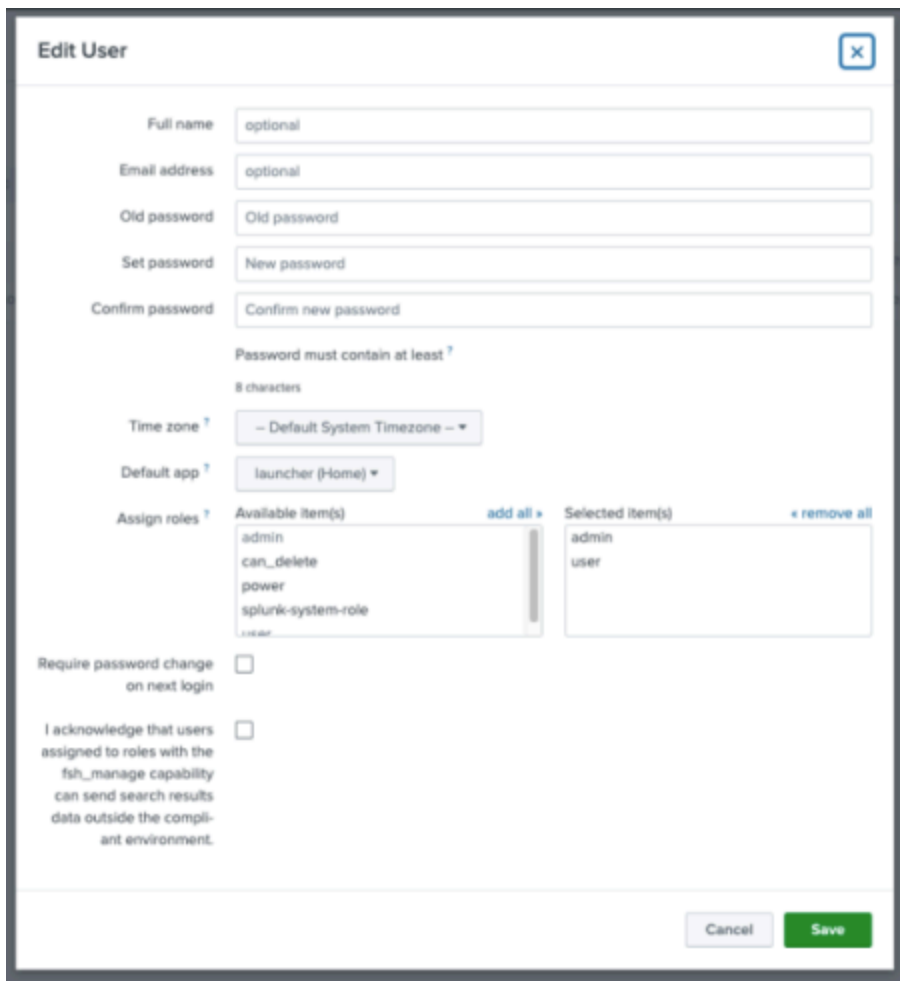 Edit User
Full name optional
Email address optional
Old password Old password
Set password New password
Confirm password Confirm new password
Password must contain at least ?
8 characters
Time zone ? -- Default System Timezone --
Default app ? launcher (Home)
Assign roles ? Available item(s) add all » Selected item(s) « remove all
admin admin
can_delete user
power
splunk-system-role
user
Require password change
on next login
I acknowledge that users
assigned to roles with the
fsh_manage capability
can send search results
data outside the compli-
ant environment.
Cancel Save